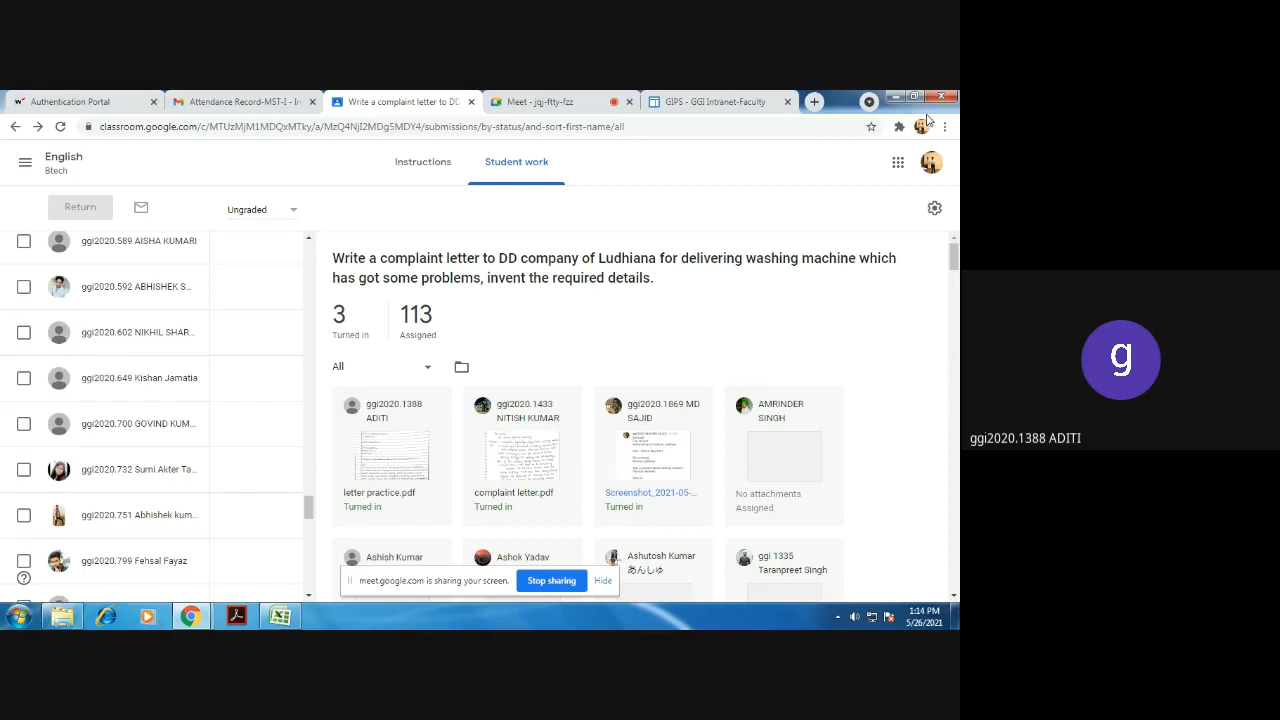 Authentication Portal
Attendance Record-MST-I - In
Write a complaint letter to DD
Meet - jqj-ftty-fzz
GIPS - GGI Intranet-Faculty
classroom.google.com/c/MTUzMjM1MDQxMTky/a/MzQ4NjI2MDg5MDY4/submissions/by-status/and-sort-first-name/all
English
Btech
Instructions
Student work
Return
Ungraded
ggi2020.589 AISHA KUMARI
ggi2020.592 ABHISHEK S...
ggi2020.602 NIKHIL SHAR...
ggi2020.649 Kishan Jamatia
ggi2020.700 GOVIND KUM...
ggi2020.732 Sumi Akter Ta...
ggi2020.751 Abhishek kum...
ggi2020.799 Fehsal Fayaz
Write a complaint letter to DD company of Ludhiana for delivering washing machine which
has got some problems, invent the required details.
3
Turned in
113
Assigned
All
ggi2020.1388
ADITI
letter practice.pdf
Turned in
ggi2020.1433
NITISH KUMAR
complaint letter.pdf
Turned in
ggi2020.1869 MD
SAJID
Screenshot_2021-05-...
Turned in
AMRINDER
SINGH
No attachments
Assigned
Ashish Kumar
Ashok Yadav
Ashutosh Kumar
あんしゅ
ggi 1335
Taranpreet Singh
meet.google.com is sharing your screen.
Stop sharing
Hide
1:14 PM
5/26/2021
g
ggi2020.1388 ADITI